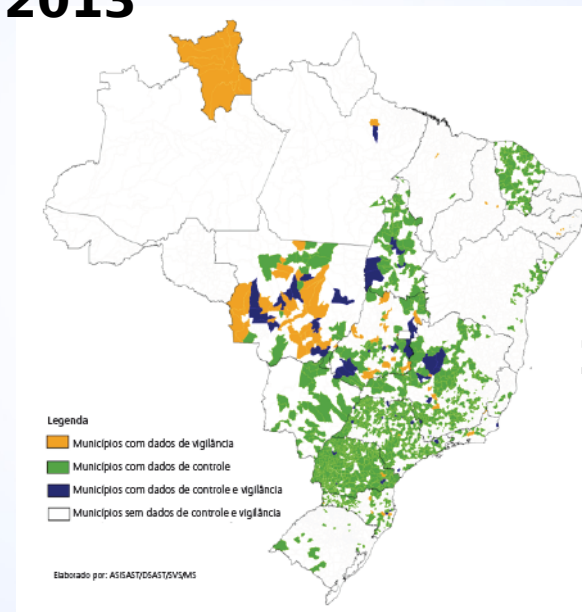 2013
Legenda
Municípios com dados de vigilância
Municípios com dados de controle
Municípios com dados de controle e vigilância
Municípios sem dados de controle e vigilância
Elaborado por: ASISAST/DSAST/SVS/MS